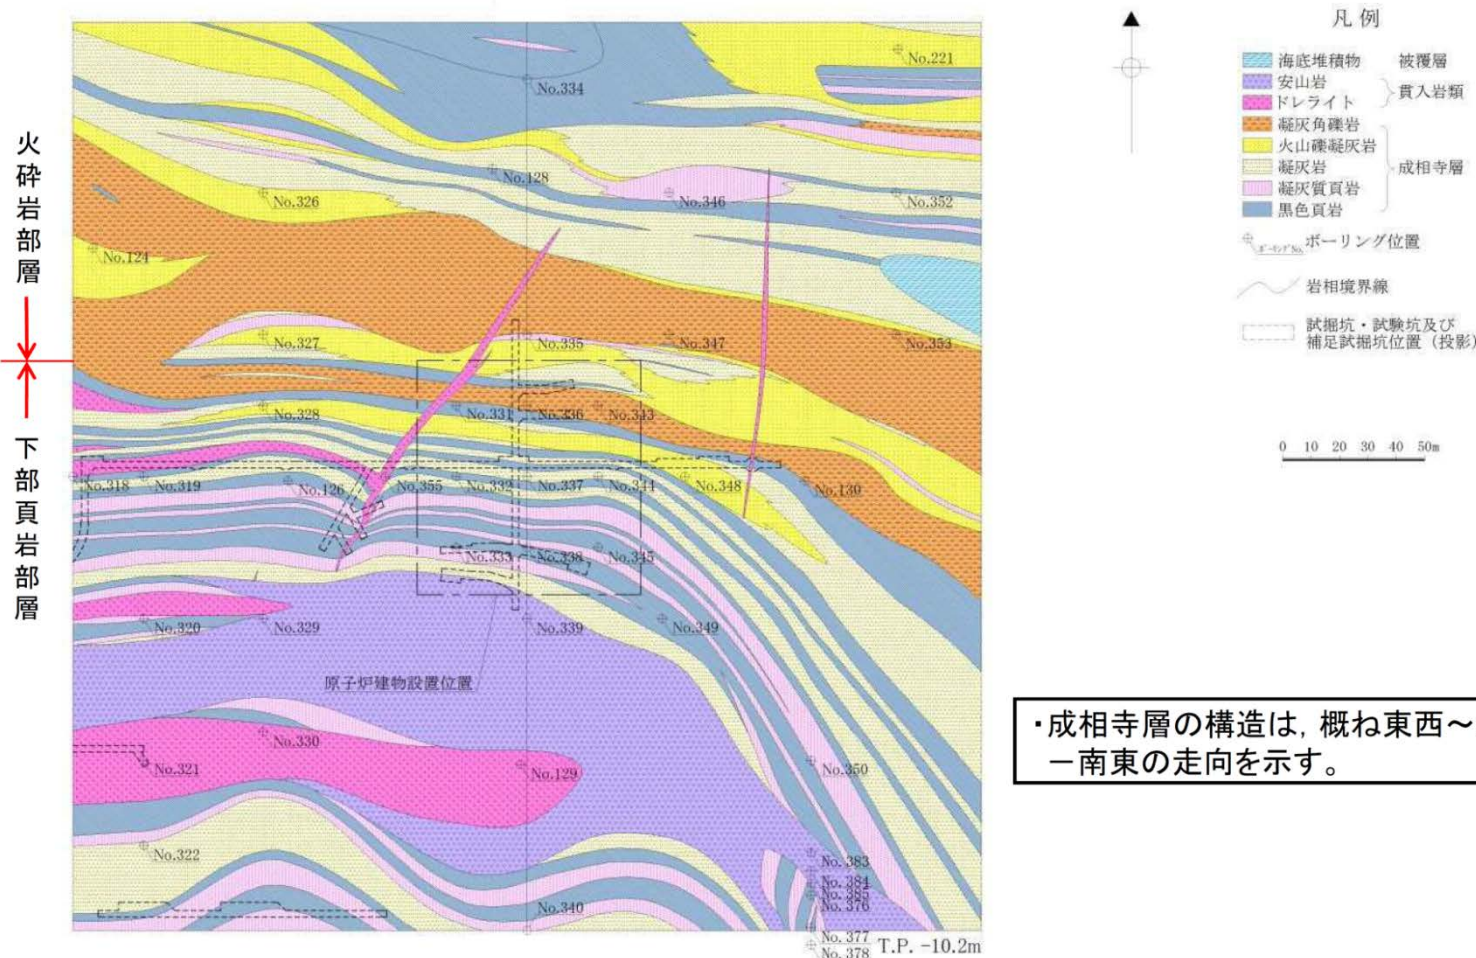 凡例
海底堆積物 被覆層
安山岩
貫入岩類
ドレライト
凝灰角礫岩
火山礫凝灰岩
凝灰岩
成相寺層
凝灰質頁岩
黒色頁岩
ボーリングNo.
ボーリング位置
岩相境界線
試掘坑・試験坑及び
補足試掘坑位置（投影）
0 10 20 30 40 50m
火砕岩部層
下部頁岩部層
No.221
No.334
No.128
No.326
No.346
No.352
No.124
No.327
No.335
No.347
No.353
No.328
No.331
No.336
No.343
No.318
No.319
No.126
No.355
No.332
No.337
No.344
No.348
No.130
No.333
No.338
No.345
No.320
No.329
No.339
No.349
原子炉建物設置位置
No.330
No.321
No.129
No.350
No.322
No.383
No.384
No.385
No.376
No.340
No.377
No.378
T.P. -10.2m
・成相寺層の構造は，概ね東西～
－南東の走向を示す。